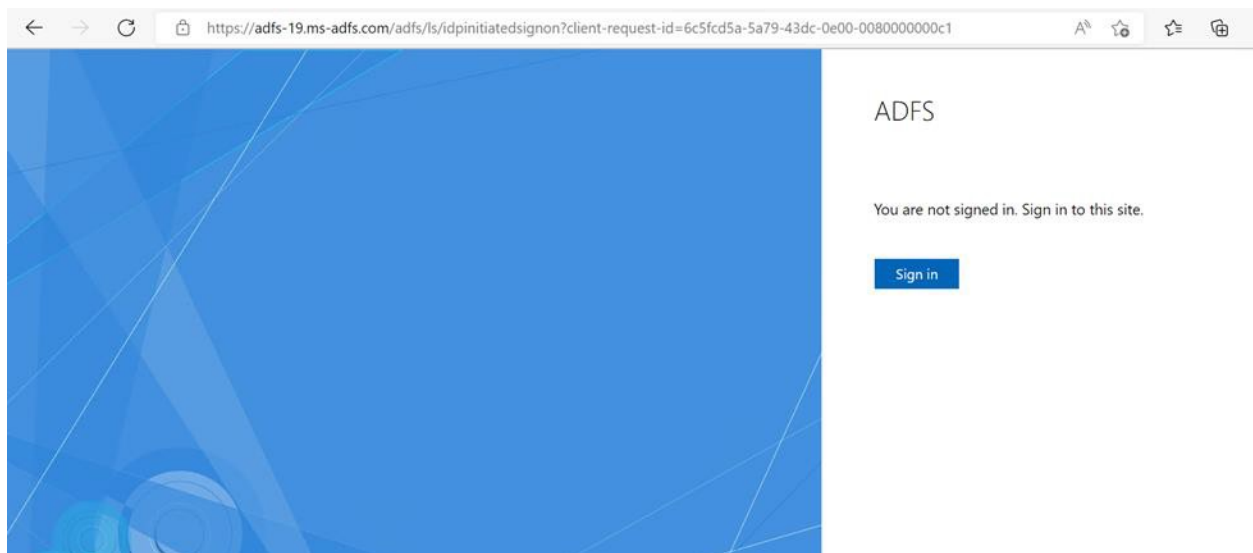 https://adfs-19.ms-adfs.com/adfs/ls/idpinitiatedsignon?client-request-id=6c5fcd5a-5a79-43dc-0e00-0080000000c1
ADFS
You are not signed in. Sign in to this site.
Sign in